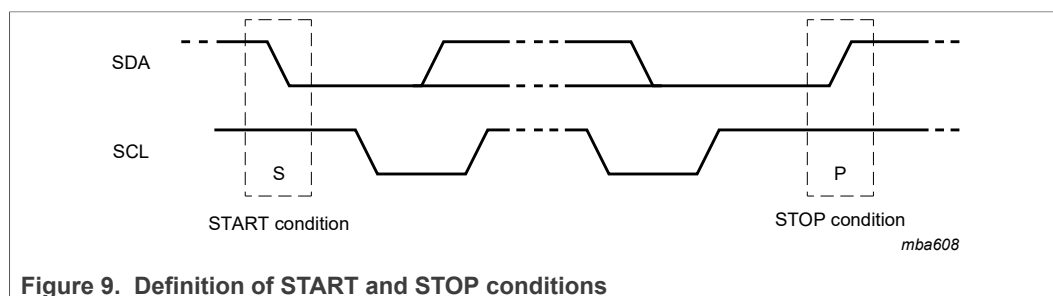 SDA
SCL
S
P
START condition
STOP condition
mba608
Figure 9. Definition of START and STOP conditions